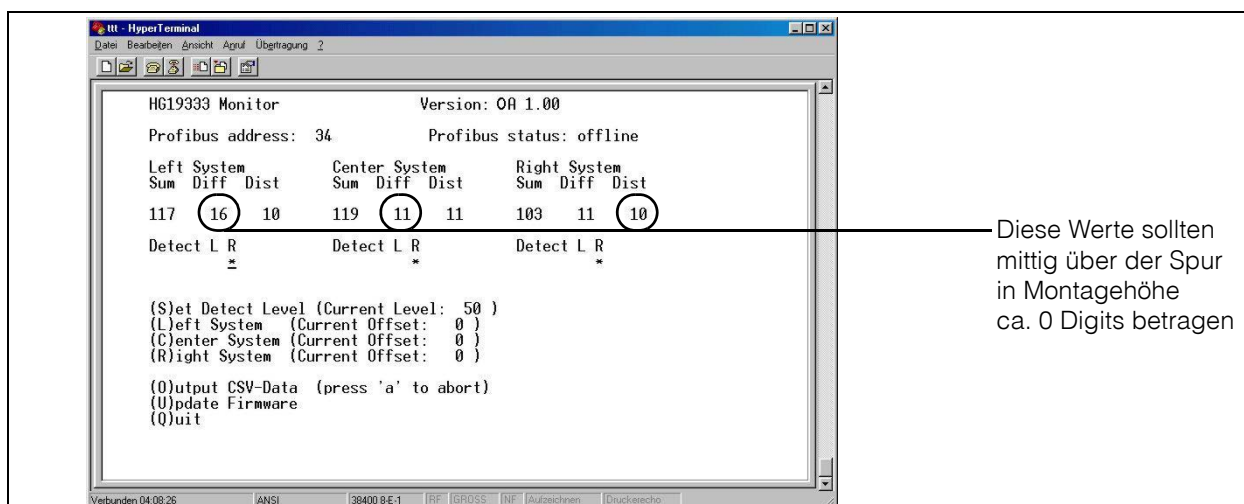 ttt - HyperTerminal
Datei Bearbeiten Ansicht Anruf Übertragung ?
HG19333 Monitor Version: OA 1.00
Profibus address: 34 Profibus status: offline
Left System Center System Right System
Sum Diff Dist Sum Diff Dist Sum Diff Dist
117 16 10 119 11 11 103 11 10
Detect L R Detect L R Detect L R
* * *
(S)et Detect Level (Current Level: 50 )
(L)eft System (Current Offset: 0 )
(C)enter System (Current Offset: 0 )
(R)ight System (Current Offset: 0 )
(O)utput CSV-Data (press 'a' to abort)
(U)pdate Firmware
(Q)uit
Verbunden 04:08:26 ANSI 38400 8-E-1 RF GROSS NF Aufzeichnen Druckerecho
Diese Werte sollten
mittig über der Spur
in Montagehöhe
ca. 0 Digits betragen